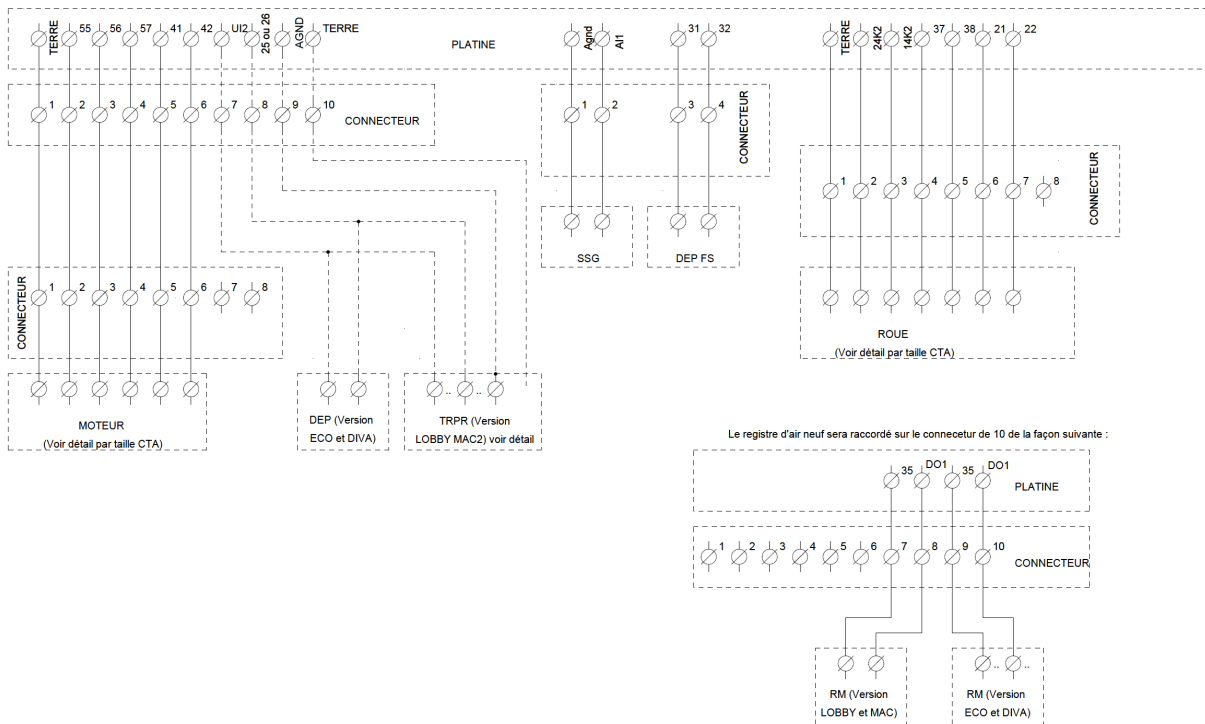 TERRE 55 56 57 41 42 UI2 25 ou 26 AGND TERRE
PLATINE
Agnd AI1 31 32
TERRE 24K2 14K2 37 38 21 22
1 2 3 4 5 6 7 8 9 10
CONNECTEUR
1 2 3 4
CONNECTEUR
1 2 3 4 5 6 7 8
CONNECTEUR
SSG
DEP FS
CONNECTEUR
1 2 3 4 5 6 7 8
ROUE
(Voir détail par taille CTA)
MOTEUR
(Voir détail par taille CTA)
DEP (Version
ECO et DIVA)
.. ..
TRPR (Version
LOBBY MAC2) voir détail
Le registre d'air neuf sera raccordé sur le connecetur de 10 de la façon suivante :
35 DO1 35 DO1
PLATINE
1 2 3 4 5 6 7 8 9 10
CONNECTEUR
RM (Version
LOBBY et MAC)
.. ..
RM (Version
ECO et DIVA)